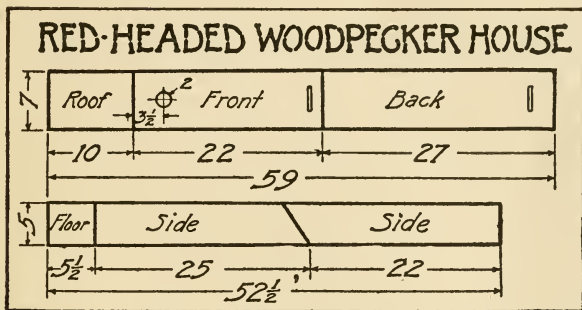 RED-HEADED WOODPECKER HOUSE
7 Roof 2 Front Back
3½
10 22 27
59
5 Floor Side Side
5½ 25 22
52½